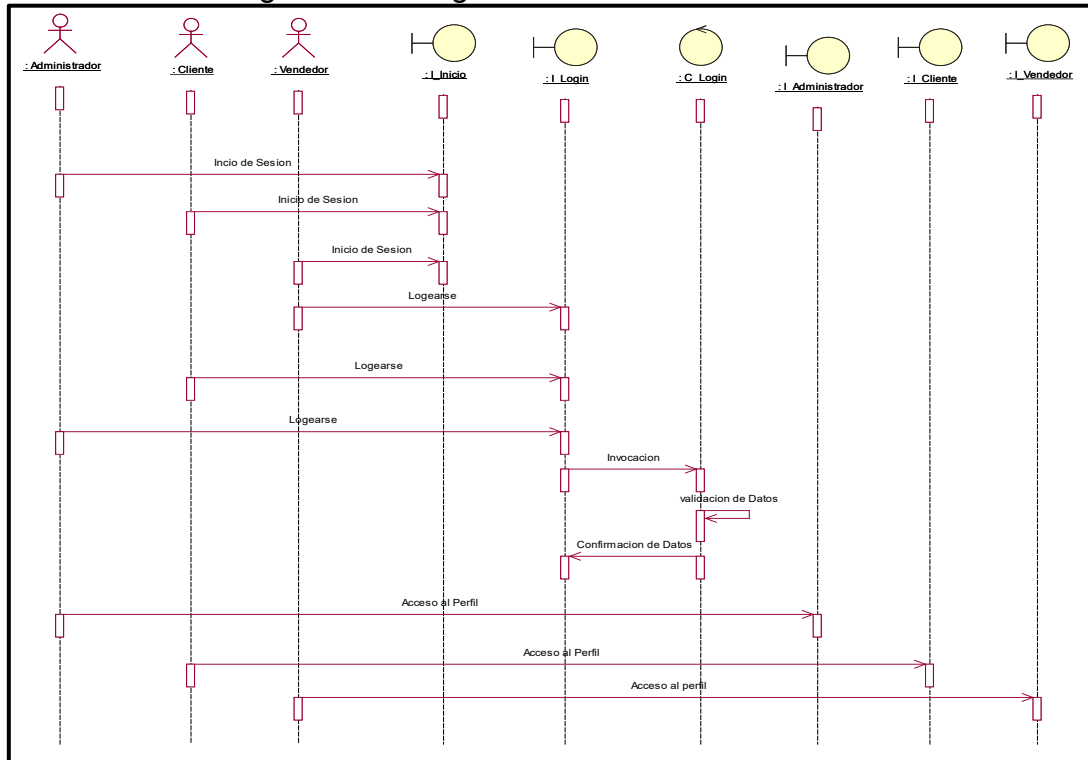 : Administrador
: Cliente
: Vendedor
: I_Inicio
: I_Login
: C_Login
: I_Administrador
: I_Cliente
: I_Vendedor
Incio de Sesion
Inicio de Sesion
Inicio de Sesion
Logearse
Logearse
Logearse
Invocacion
validacion de Datos
Confirmacion de Datos
Acceso al Perfil
Acceso al Perfil
Acceso al perfil